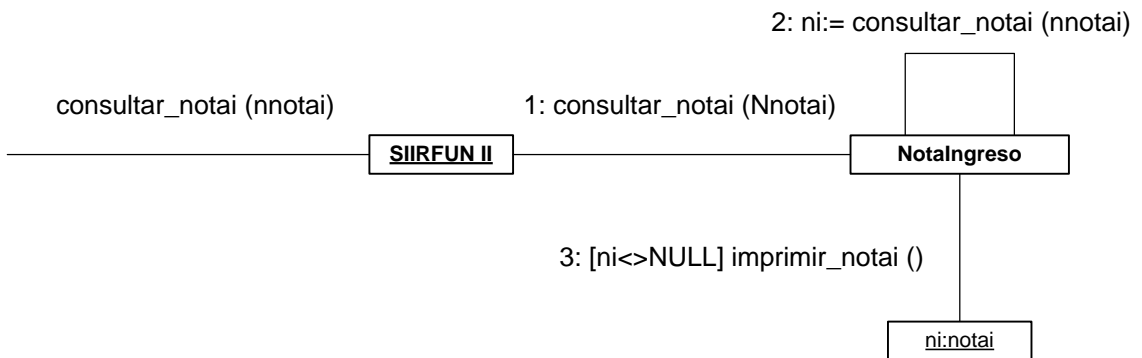 2: ni:= consultar_notai (nnotai)
consultar_notai (nnotai)
1: consultar_notai (Nnotai)
SIIRFUN II
NotaIngreso
3: [ni<>NULL] imprimir_notai ()
ni:notai